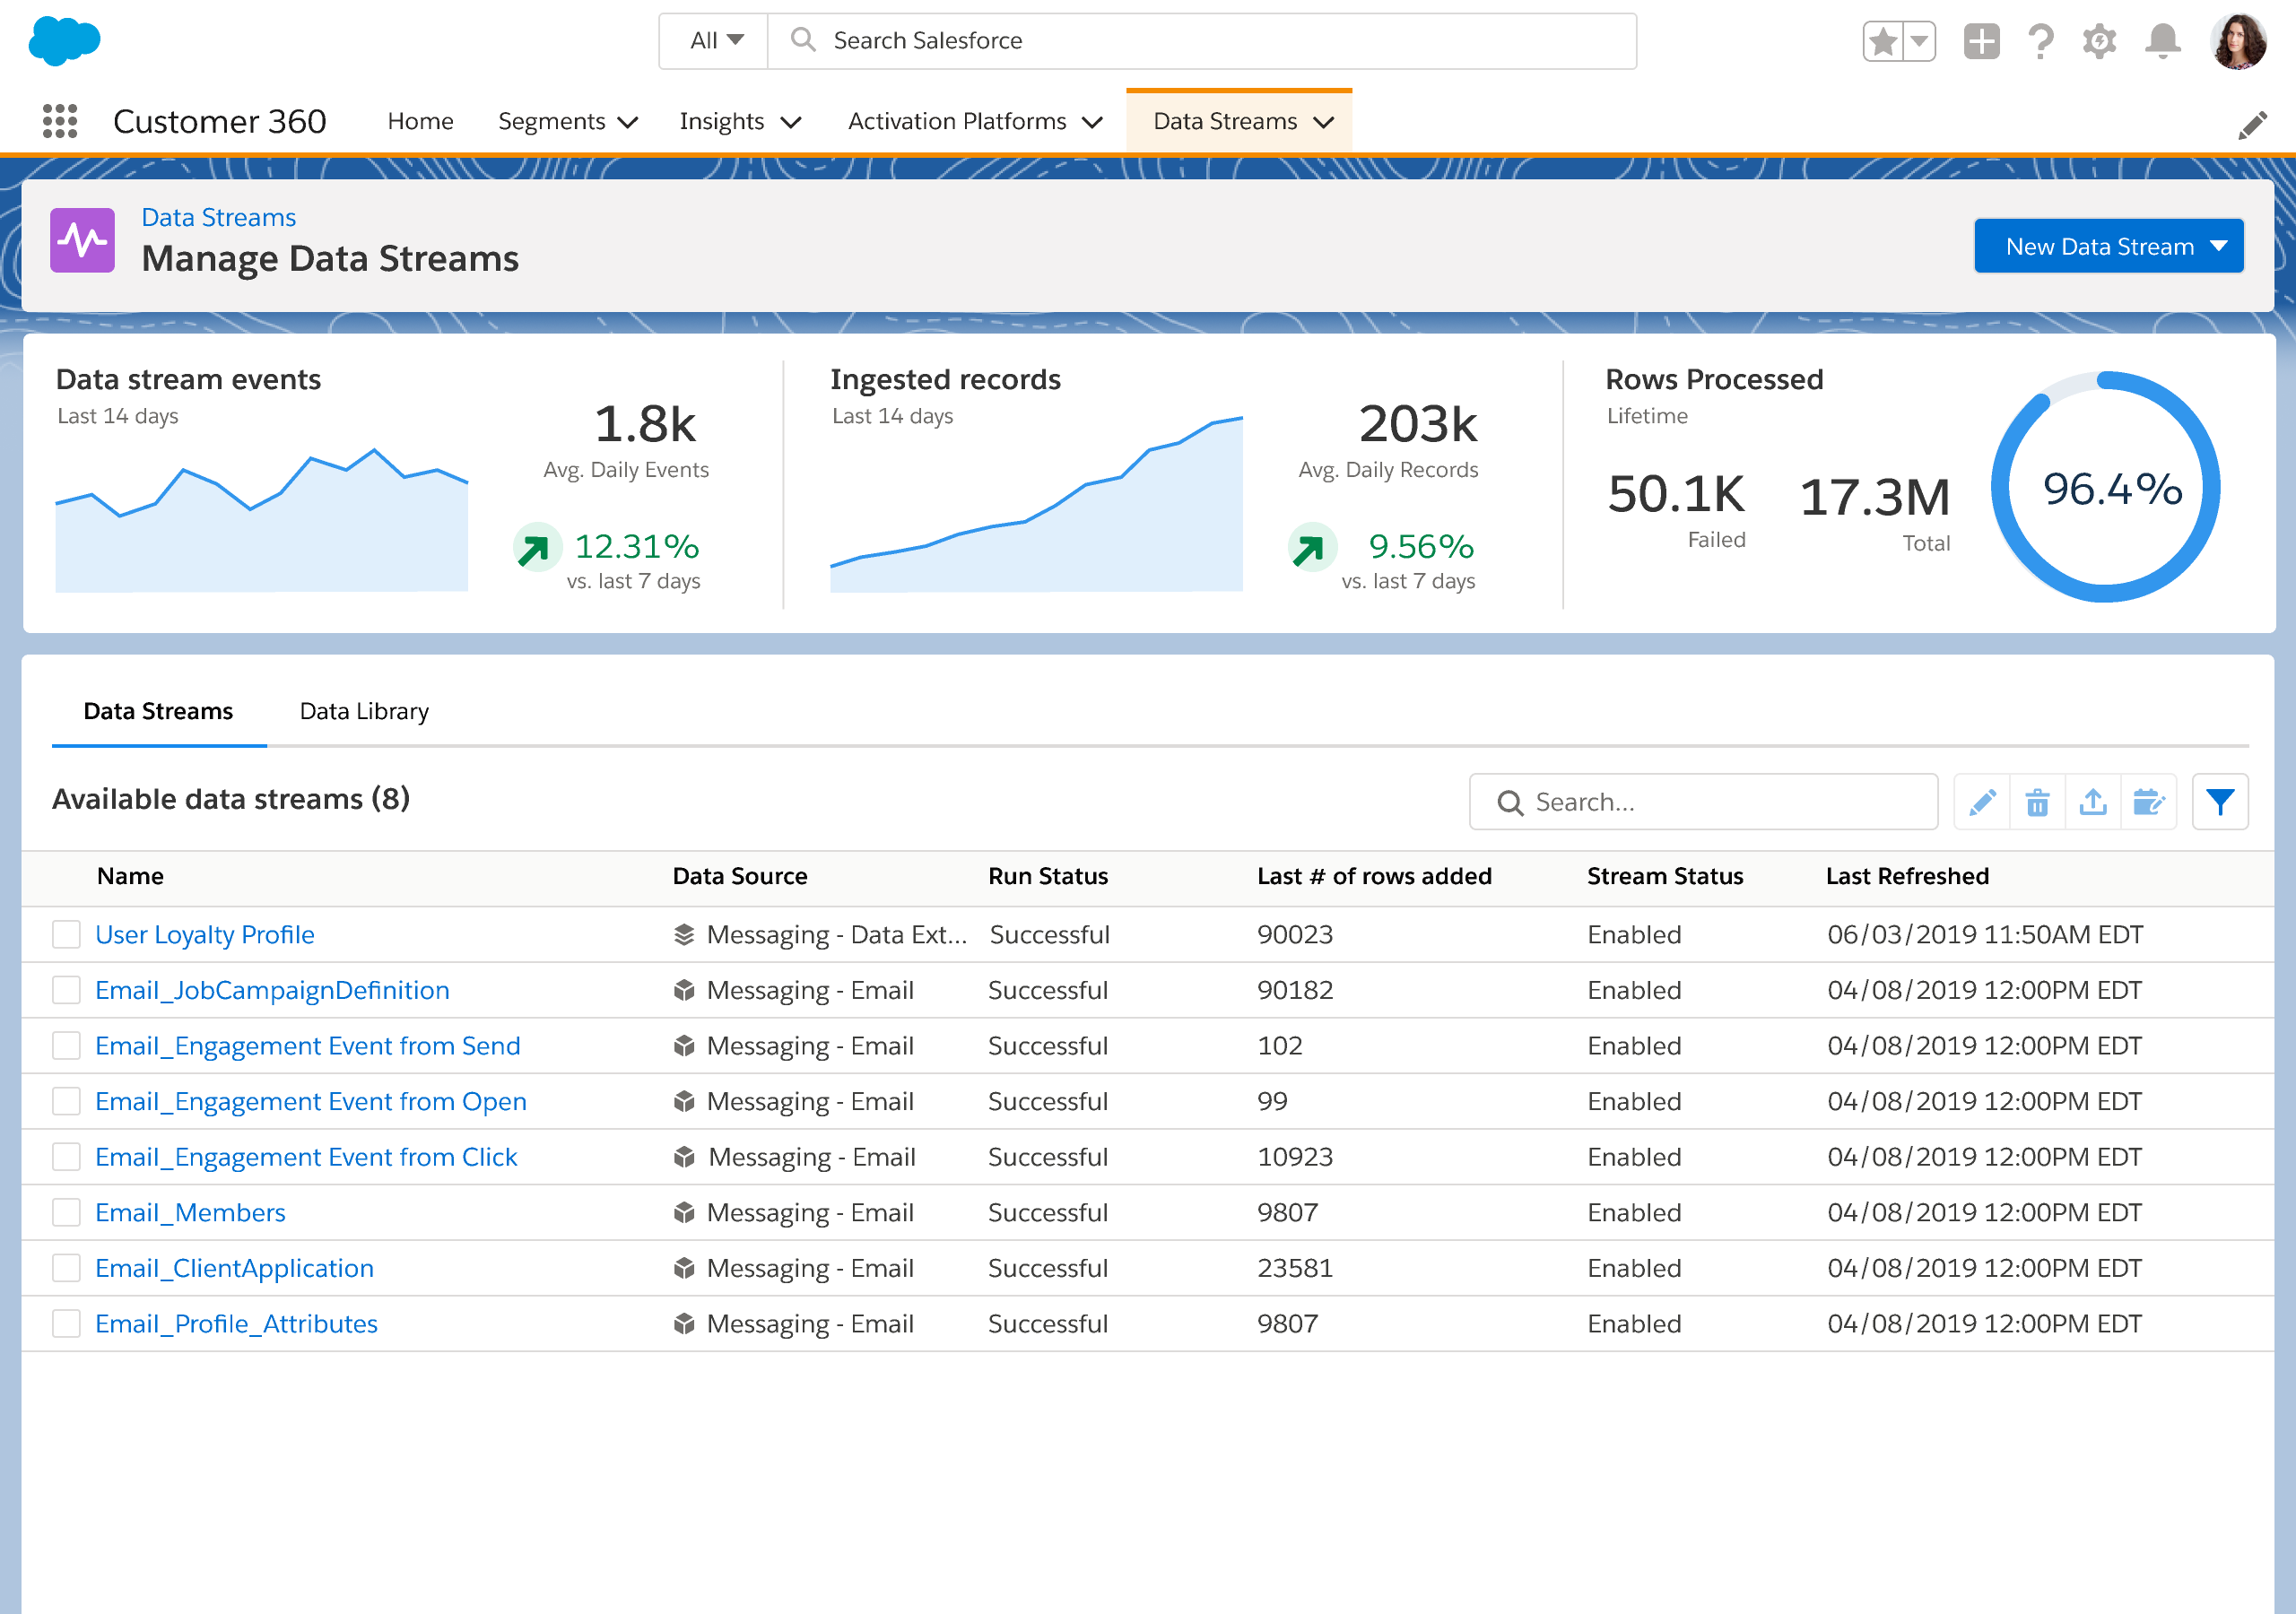 All
Search Salesforce
Customer 360
Home
Segments
Insights
Activation Platforms
Data Streams
Data Streams
Manage Data Streams
New Data Stream
Data stream events
Last 14 days
1.8k
Avg. Daily Events
12.31%
vs. last 7 days
Ingested records
Last 14 days
203k
Avg. Daily Records
9.56%
vs. last 7 days
Rows Processed
Lifetime
50.1K
Failed
17.3M
Total
96.4%
Data Streams
Data Library
Available data streams (8)
Search...
Name Data Source Run Status Last # of rows added Stream Status Last Refreshed
User Loyalty Profile Messaging - Data Ext... Successful 90023 Enabled 06/03/2019 11:50AM EDT
Email_JobCampaignDefinition Messaging - Email Successful 90182 Enabled 04/08/2019 12:00PM EDT
Email_Engagement Event from Send Messaging - Email Successful 102 Enabled 04/08/2019 12:00PM EDT
Email_Engagement Event from Open Messaging - Email Successful 99 Enabled 04/08/2019 12:00PM EDT
Email_Engagement Event from Click Messaging - Email Successful 10923 Enabled 04/08/2019 12:00PM EDT
Email_Members Messaging - Email Successful 9807 Enabled 04/08/2019 12:00PM EDT
Email_ClientApplication Messaging - Email Successful 23581 Enabled 04/08/2019 12:00PM EDT
Email_Profile_Attributes Messaging - Email Successful 9807 Enabled 04/08/2019 12:00PM EDT